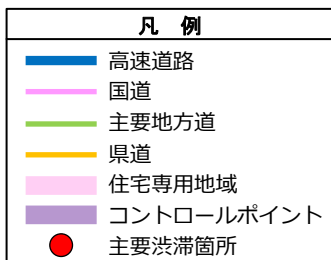 凡 例
高速道路
国道
主要地方道
県道
住宅専用地域
コントロールポイント
主要渋滞箇所